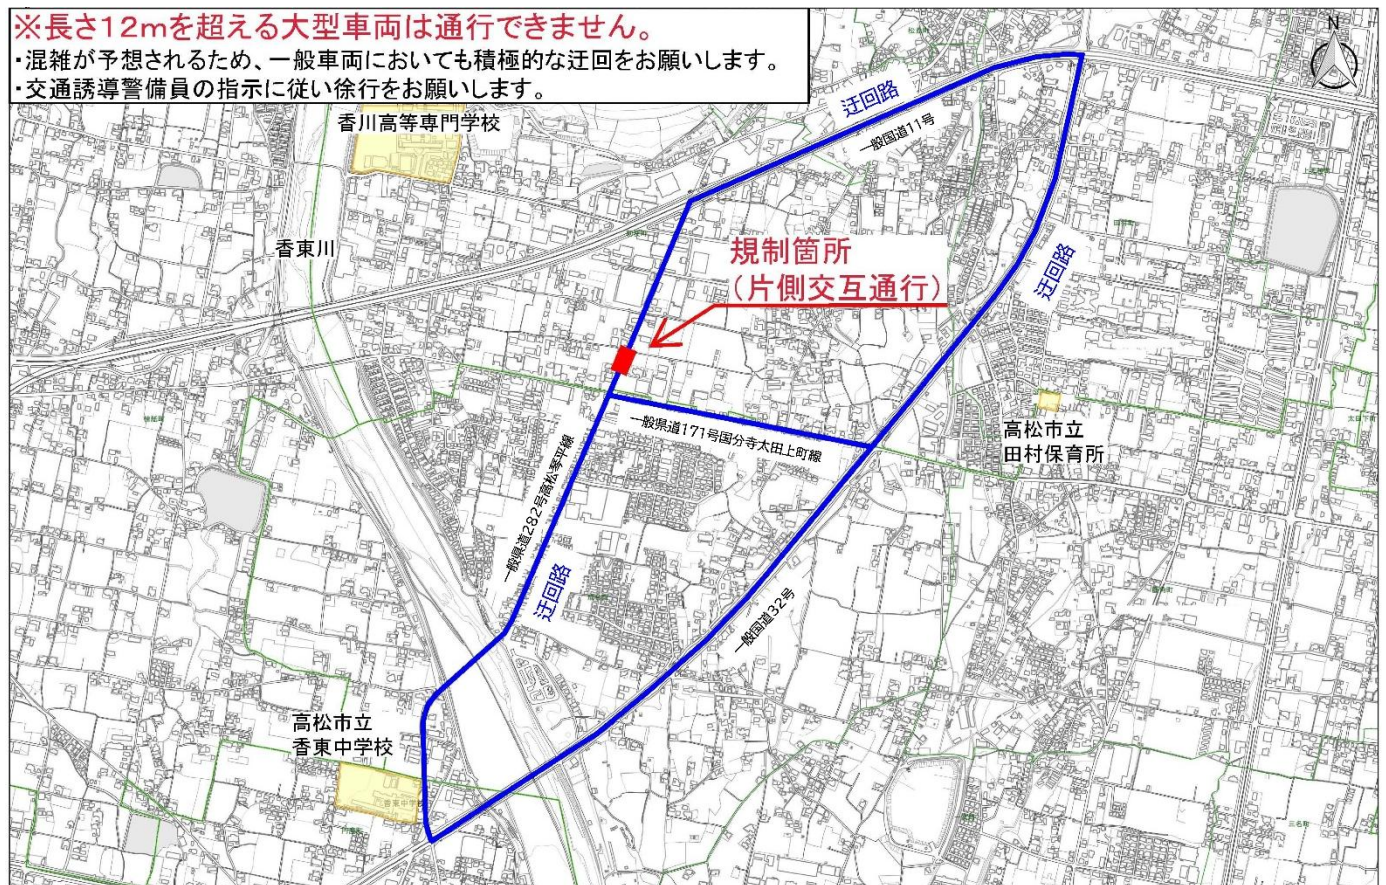 ※長さ12mを超える大型車両は通行できません。
・混雑が予想されるため、一般車両においても積極的な迂回をお願いします。
・交通誘導警備員の指示に従い徐行をお願いします。
N
香川高等専門学校
迂回路
一般国道11号
香東川
規制箇所
(片側交互通行)
迂回路
一般県道171号国分寺太田上町線
高松市立
田村保育所
一般県道282号高松琴平線
迂回路
一般国道32号
高松市立
香東中学校
香東中学校